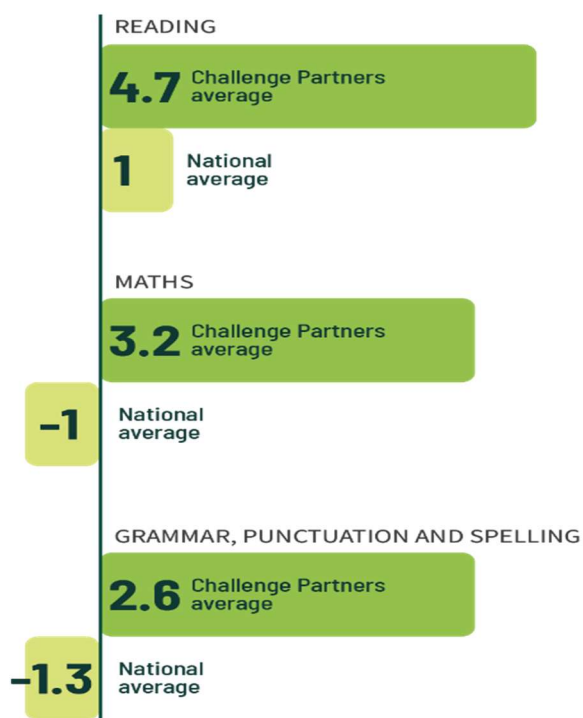 READING
4.7 Challenge Partners
average
1 National
average
MATHS
3.2 Challenge Partners
average
-1 National
average
GRAMMAR, PUNCTUATION AND SPELLING
2.6 Challenge Partners
average
-1.3 National
average